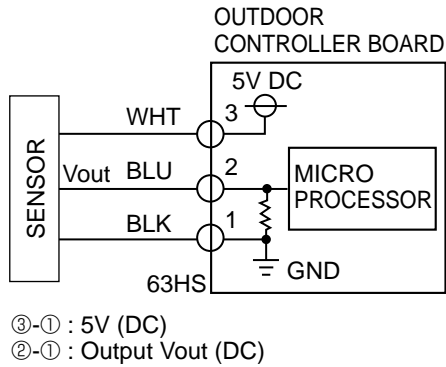 OUTDOOR
CONTROLLER BOARD
5V DC
WHT
3
SENSOR
Vout BLU
2
MICRO
PROCESSOR
BLK
1
63HS
GND
③-① : 5V (DC)
②-① : Output Vout (DC)